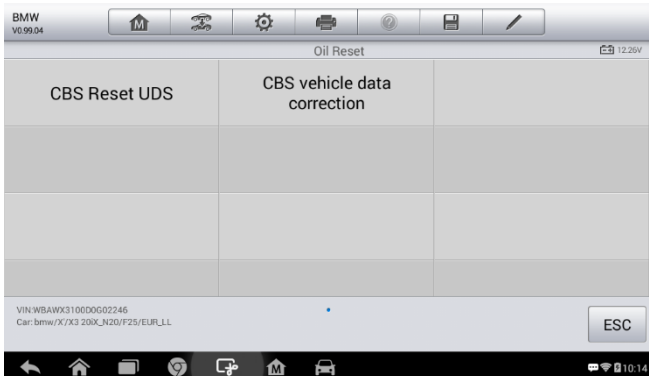 BMW
V0.99.04
M
Oil Reset
12.26V
CBS Reset UDS
CBS vehicle data
correction
VIN:WBAWX3100D0G02246
Car: bmw/X'/X3 20iX_N20/F25/EUR_LL
ESC
M
10:14